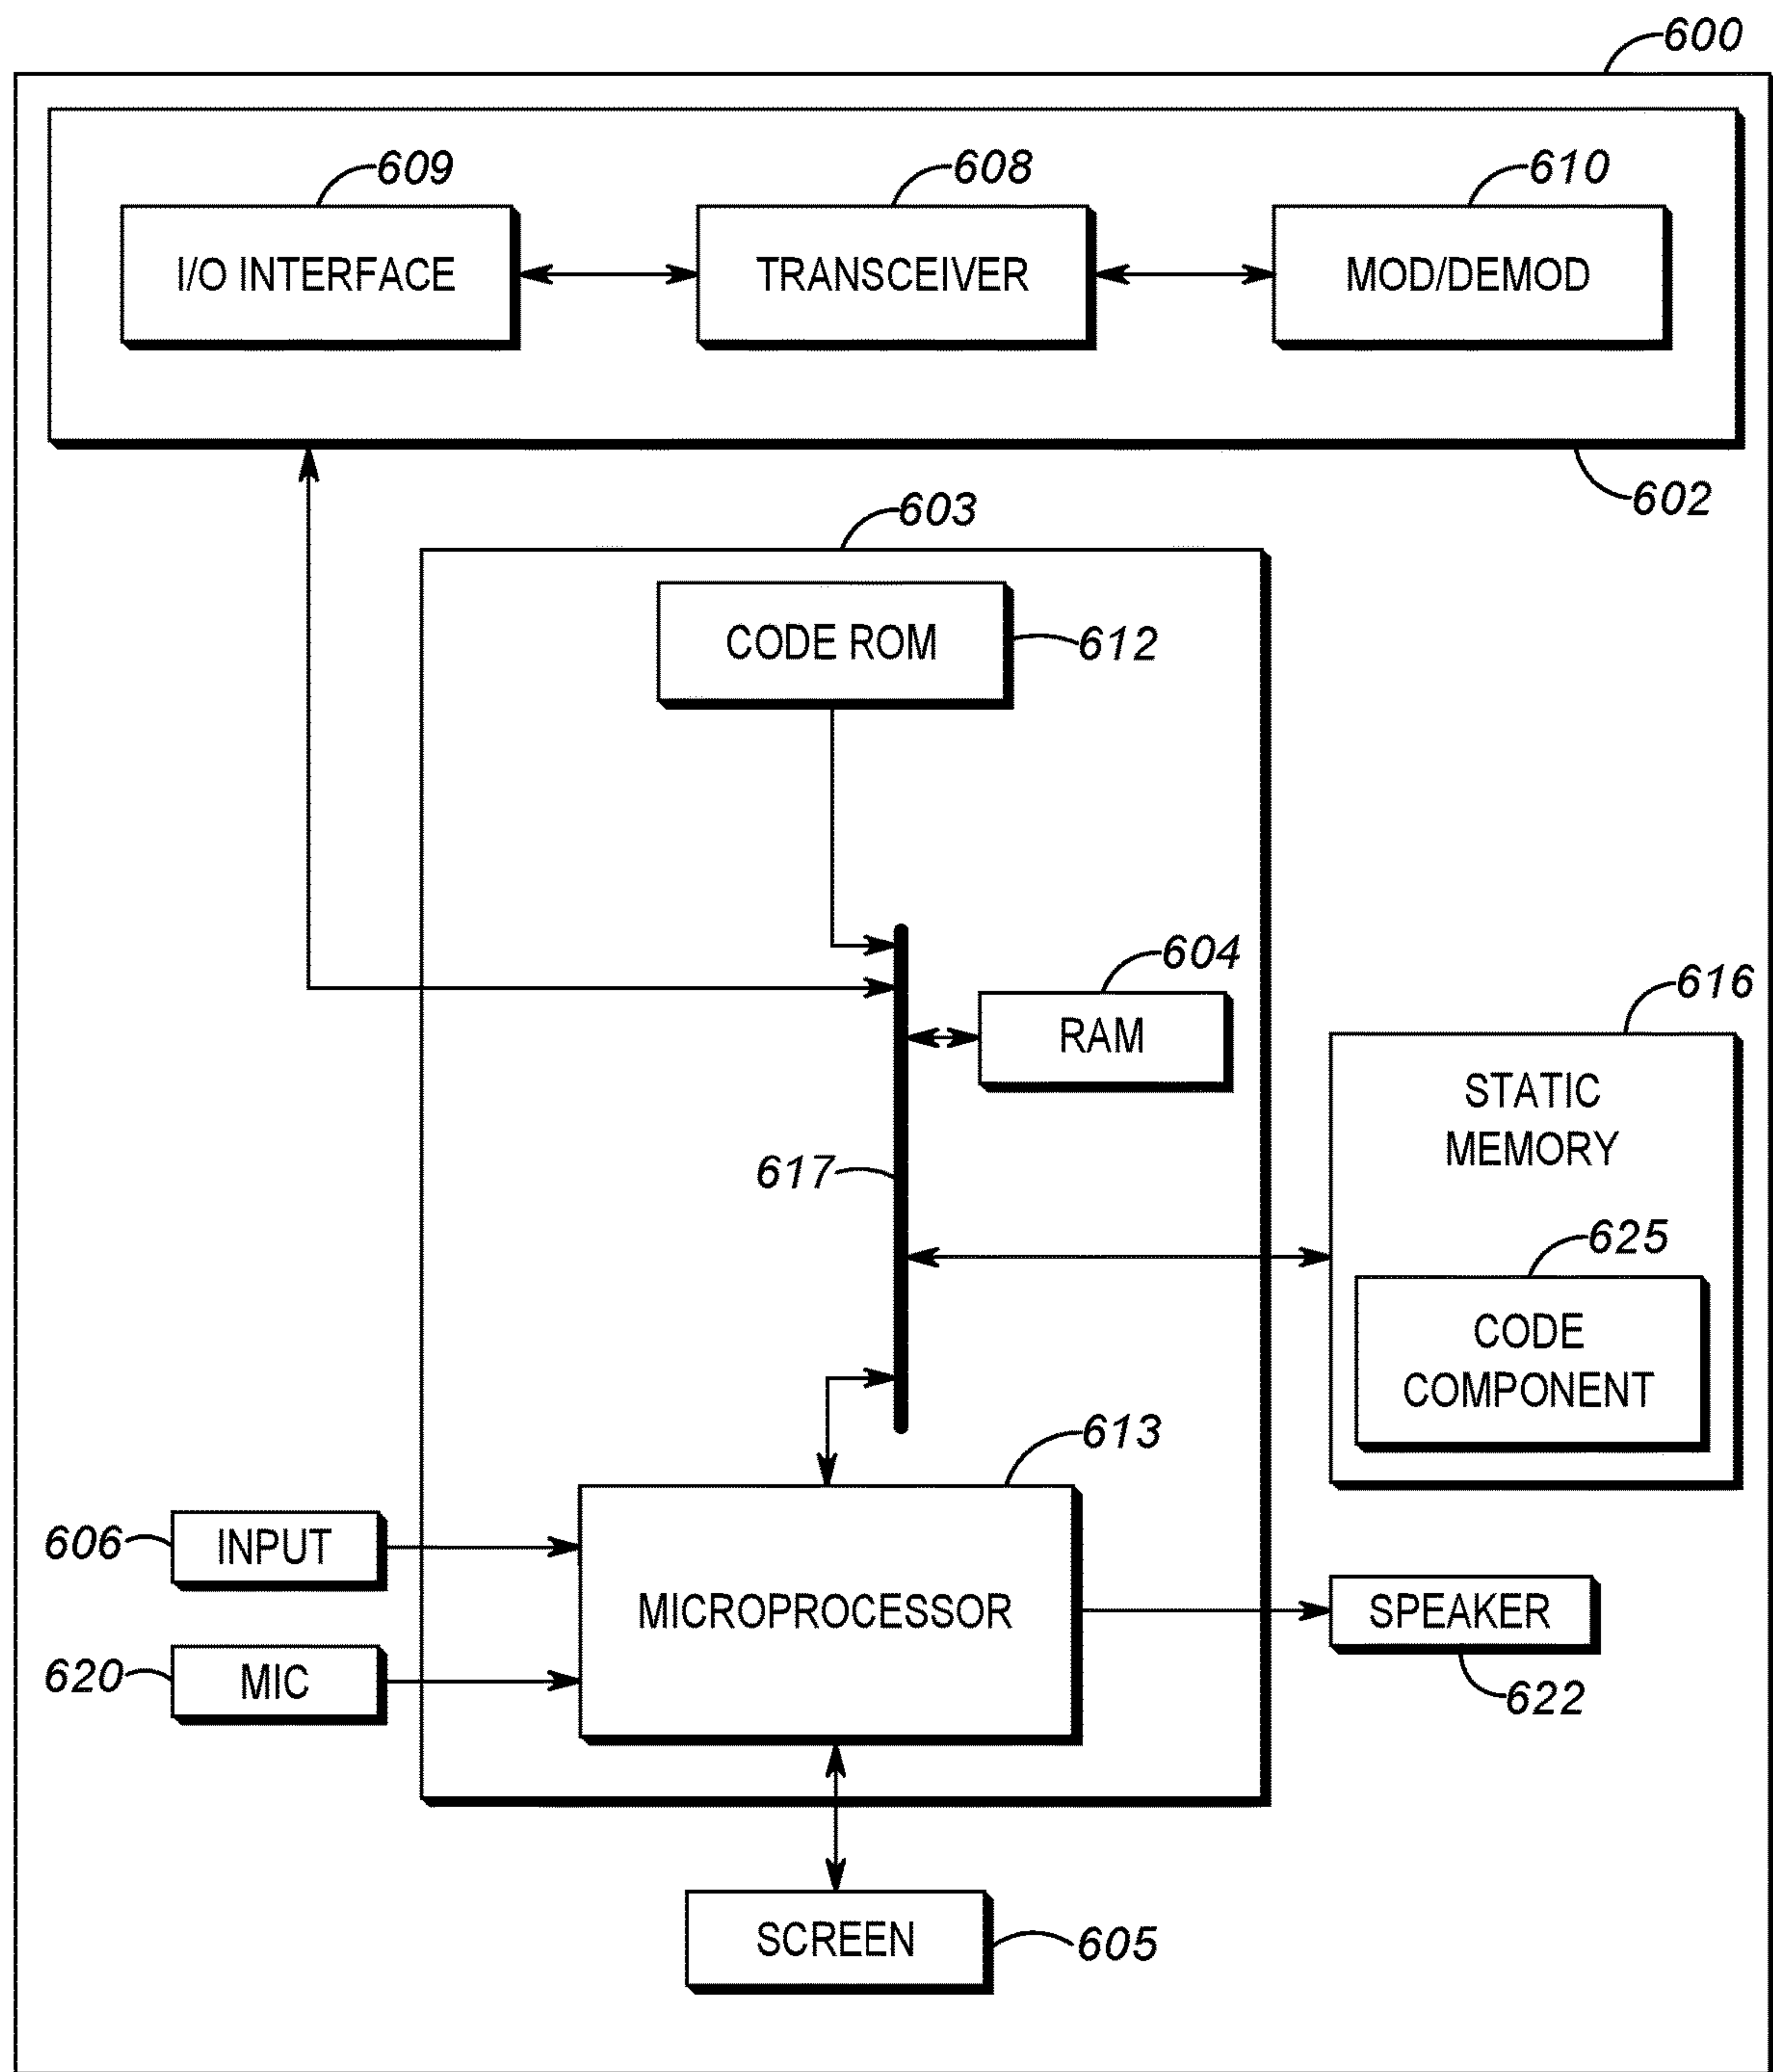 600
609
608
610
I/O INTERFACE
TRANSCEIVER
MOD/DEMOD
602
603
CODE ROM
612
604
RAM
616
STATIC
MEMORY
617
625
CODE
COMPONENT
613
606
INPUT
MICROPROCESSOR
SPEAKER
620
MIC
622
SCREEN
605